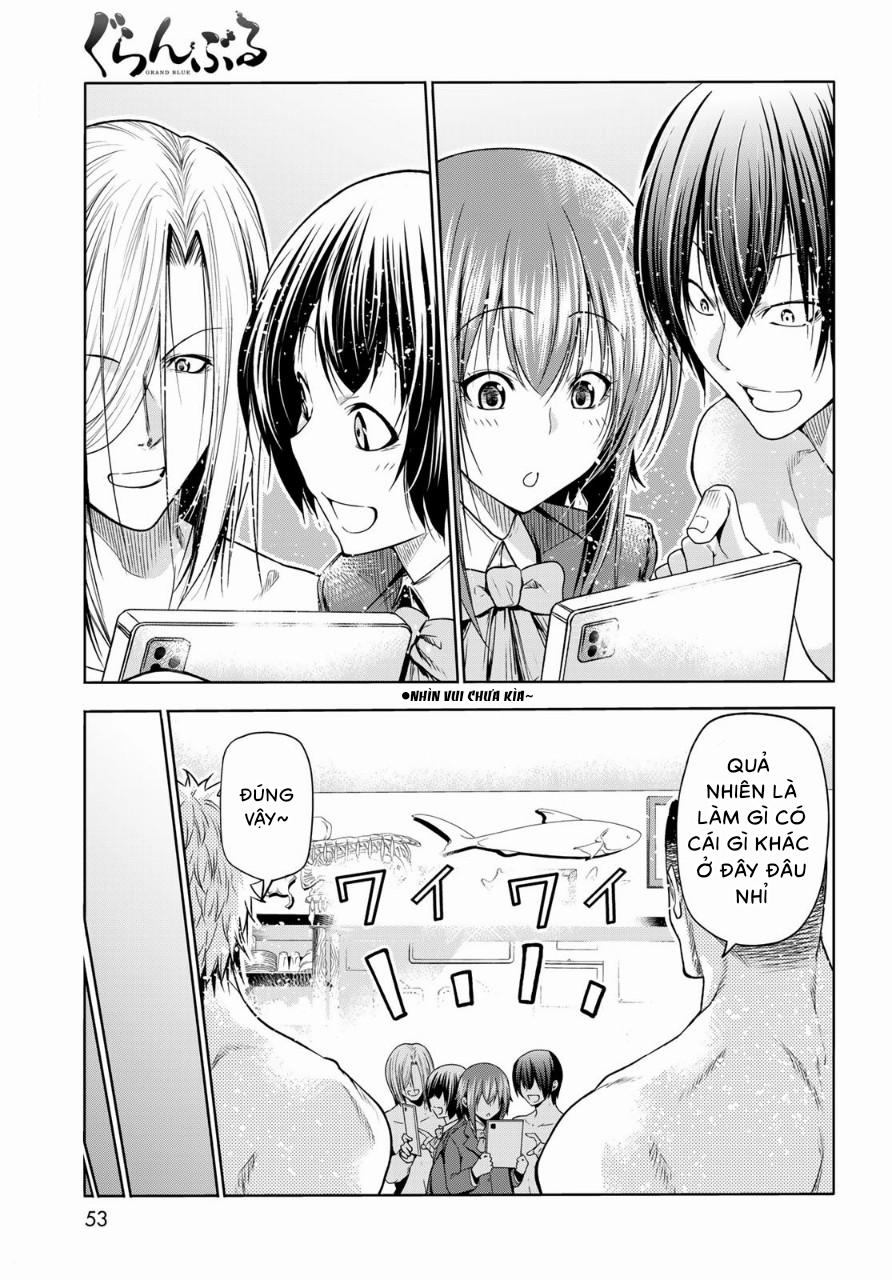 ぐらんぶる
GRAND BLUE
•NHÌN VUI CHƯA KÌA~
QUẢ
NHIÊN LÀ
LÀM GÌ CÓ
CÁI GÌ KHÁC
Ở ĐÂY ĐÂU
NHỈ
ĐÚNG
VẬY~
ワイワイ
53